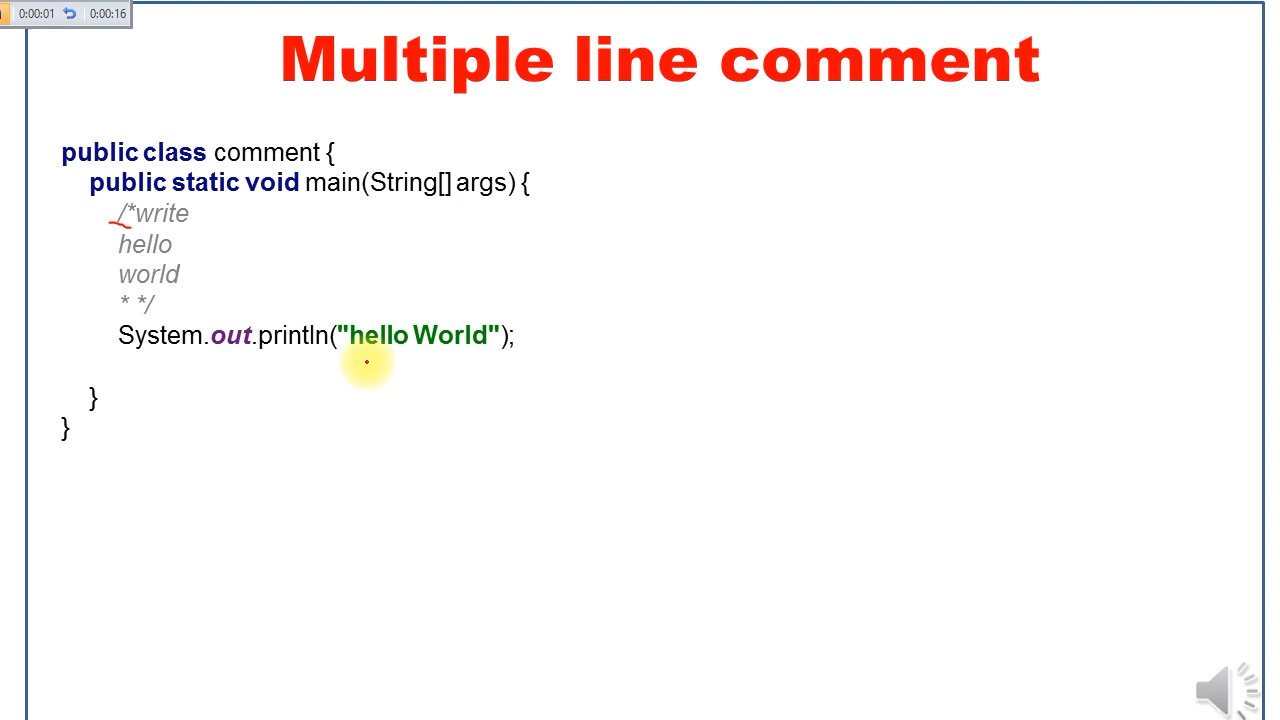 0:00:01 0:00:16
Multiple line comment
public class comment {
public static void main(String[] args) {
/*write
hello
world
* */
System.out.println("hello World");
}
}